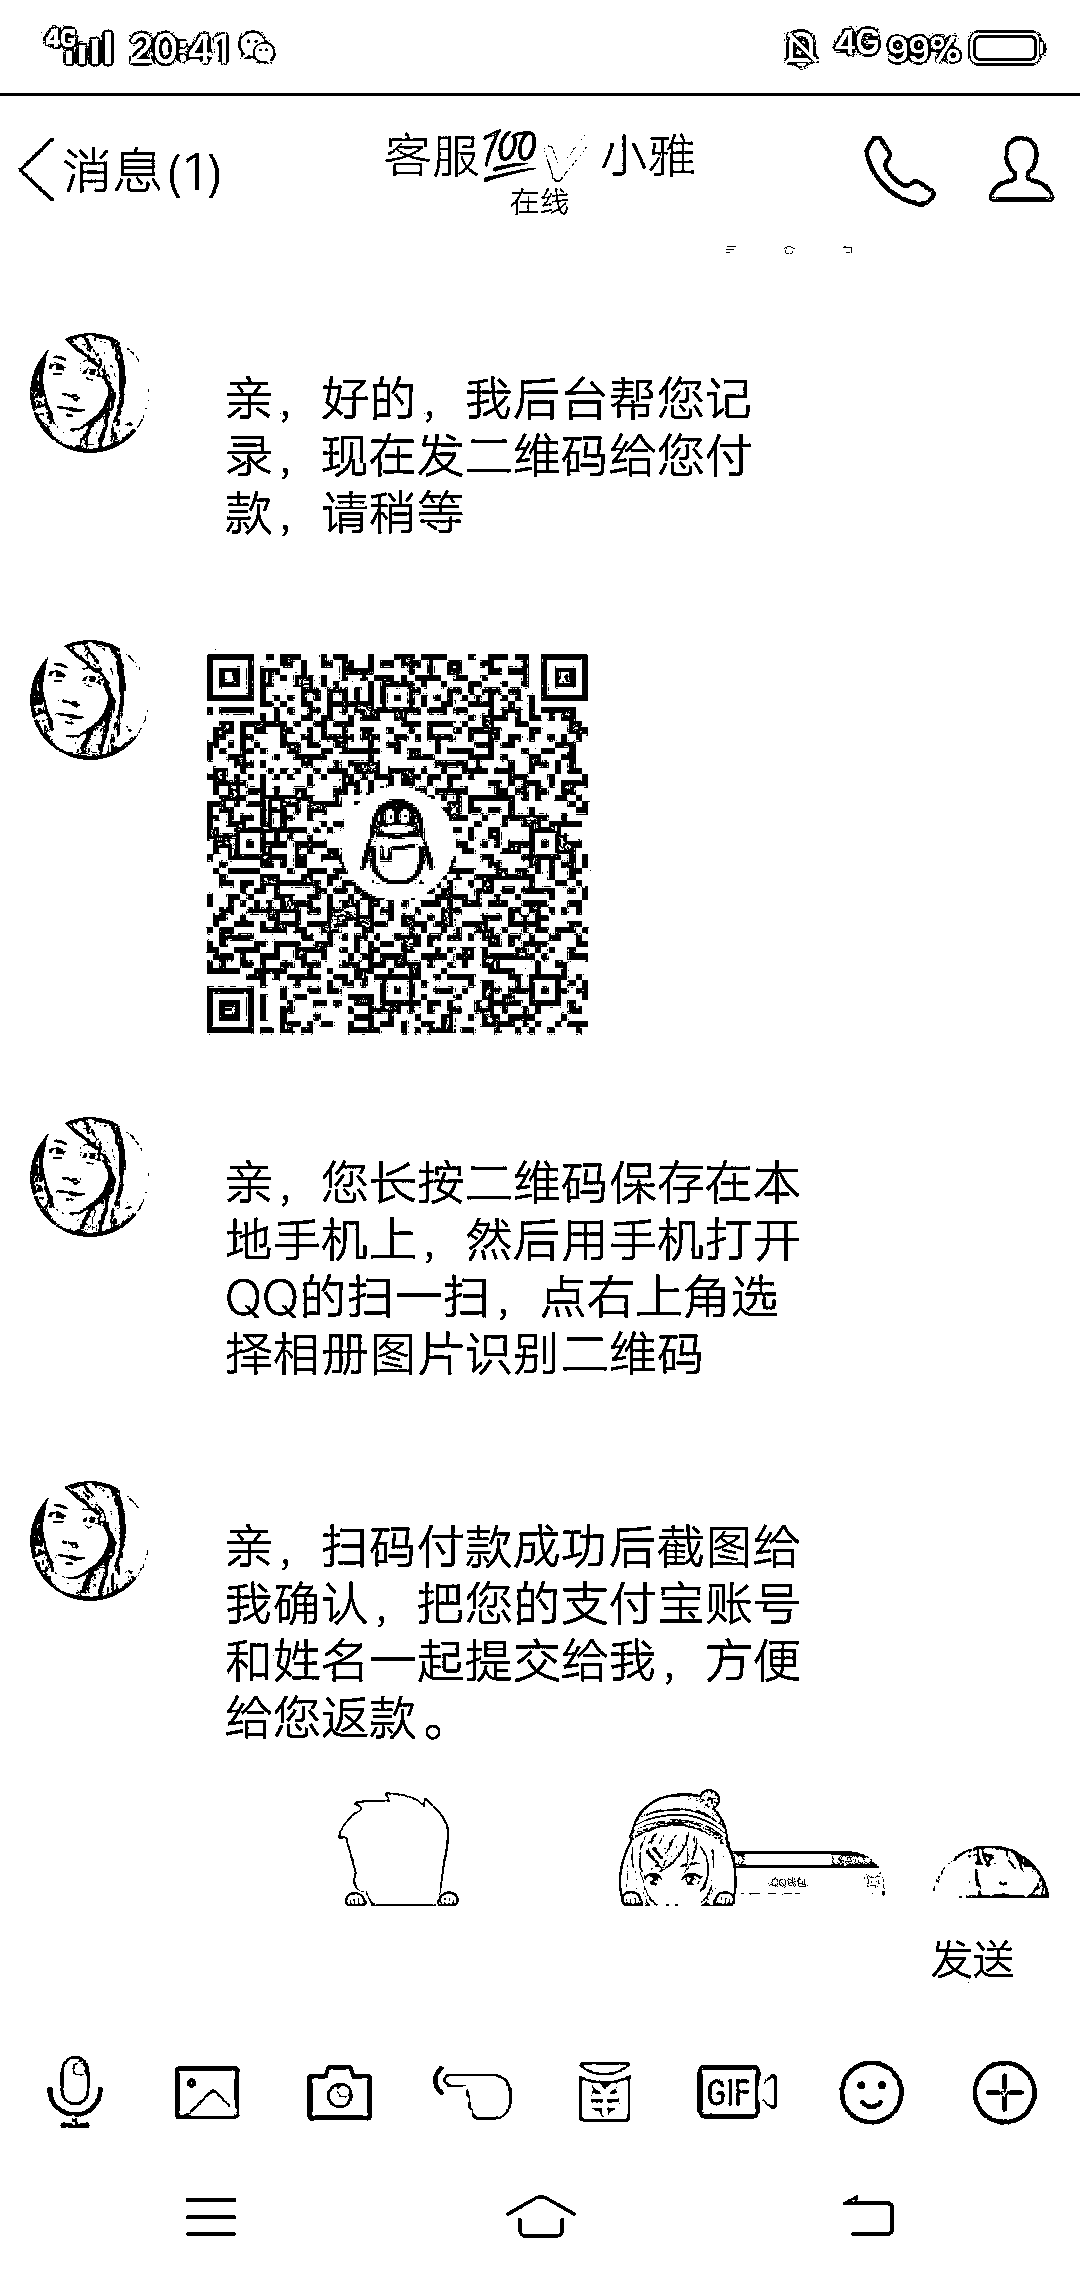 4G 20:41 4G 99%
消息(1) 客服💯 小雅
在线
亲，好的，我后台帮您记
录，现在发二维码给您付
款，请稍等
亲，您长按二维码保存在本
地手机上，然后用手机打开
QQ的扫一扫，点右上角选
择相册图片识别二维码
亲，扫码付款成功后截图给
我确认，把您的支付宝账号
和姓名一起提交给我，方便
给您返款。
QQ钱包
发送
GIF